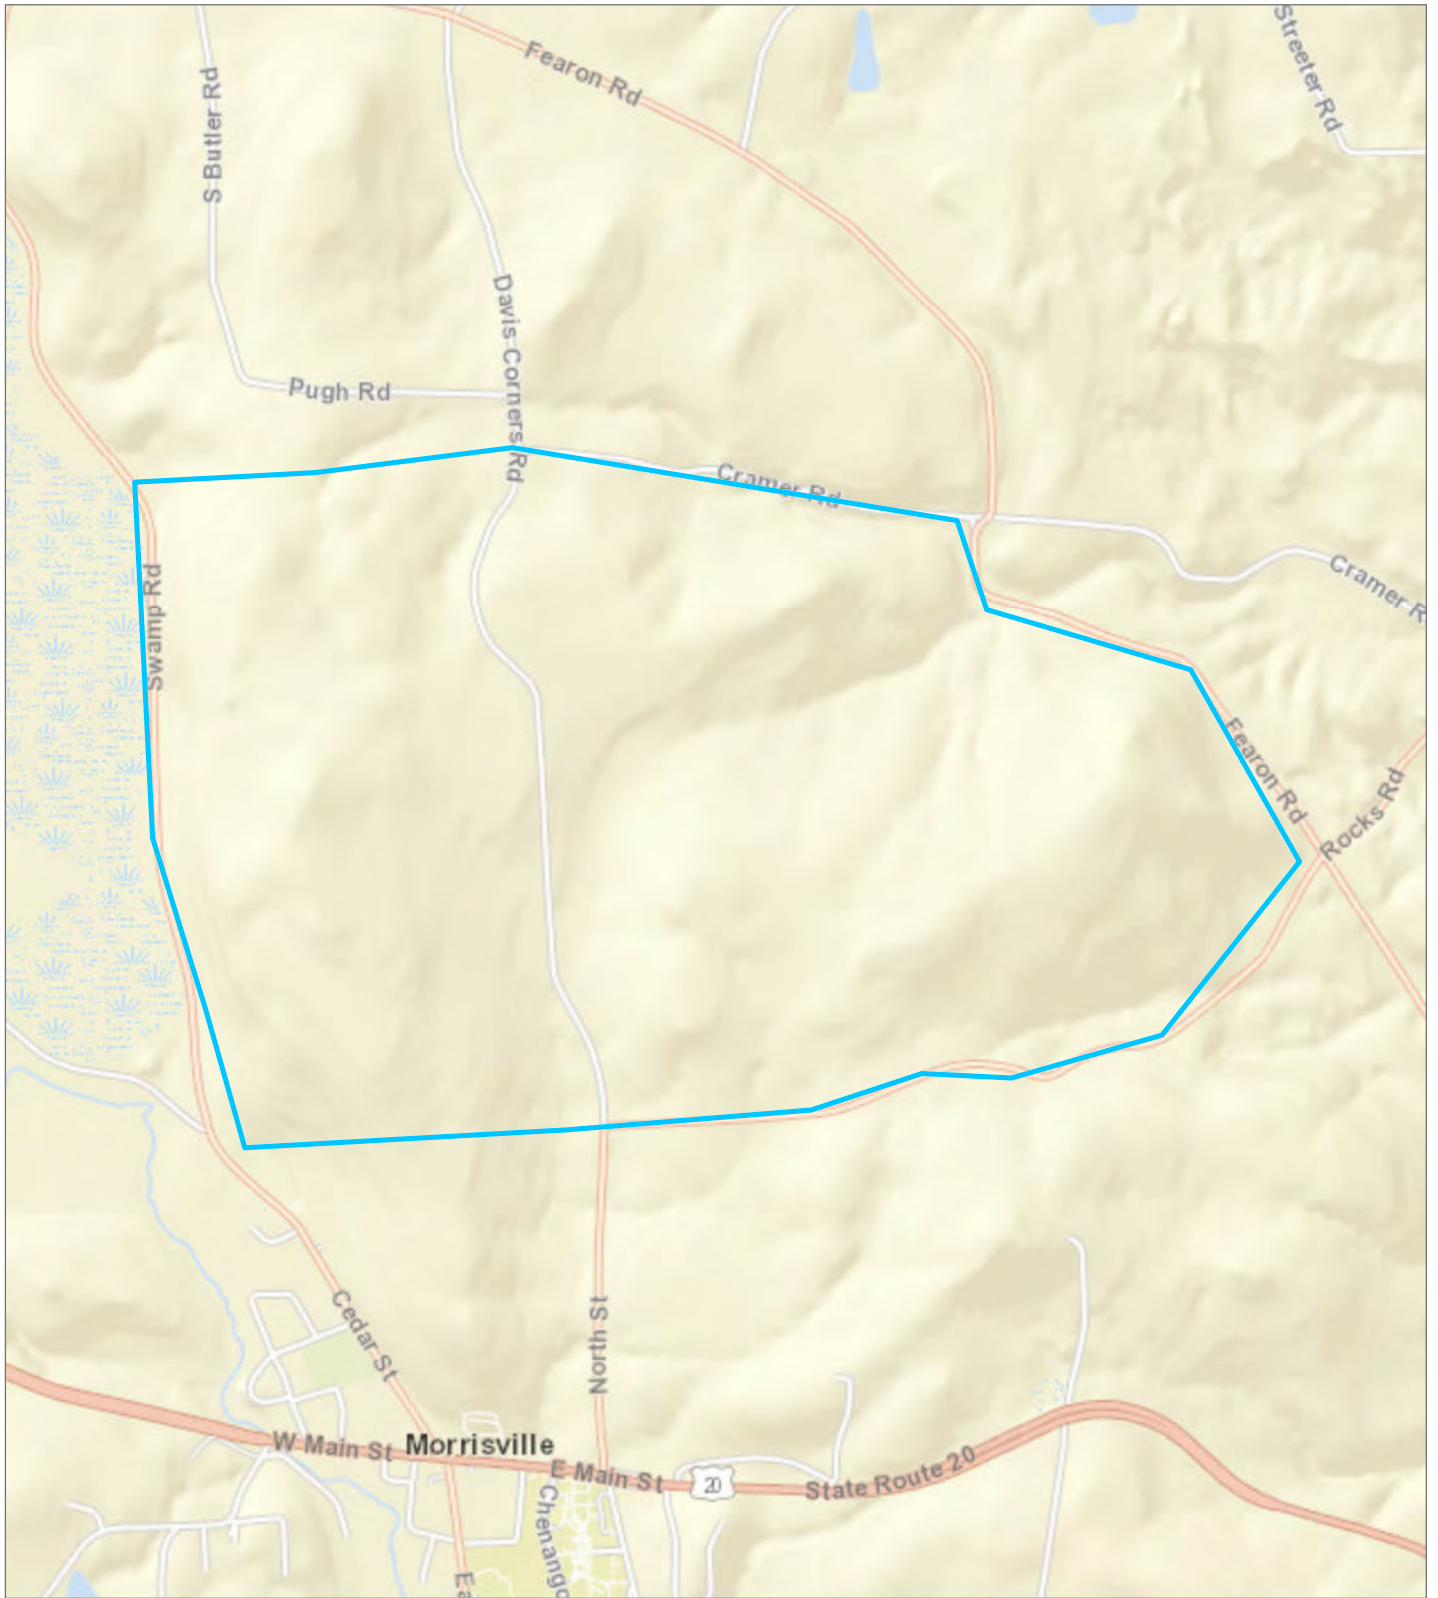 Fearon Rd
Streeter Rd
S Butler Rd
Davis Corners Rd
Pugh Rd
Cramer Rd
Cramer R
Swamp Rd
Fearon Rd
Rocks Rd
Cedar St
North St
W Main St
Morrisville
E Main St
20
State Route 20
Chenango
Ea